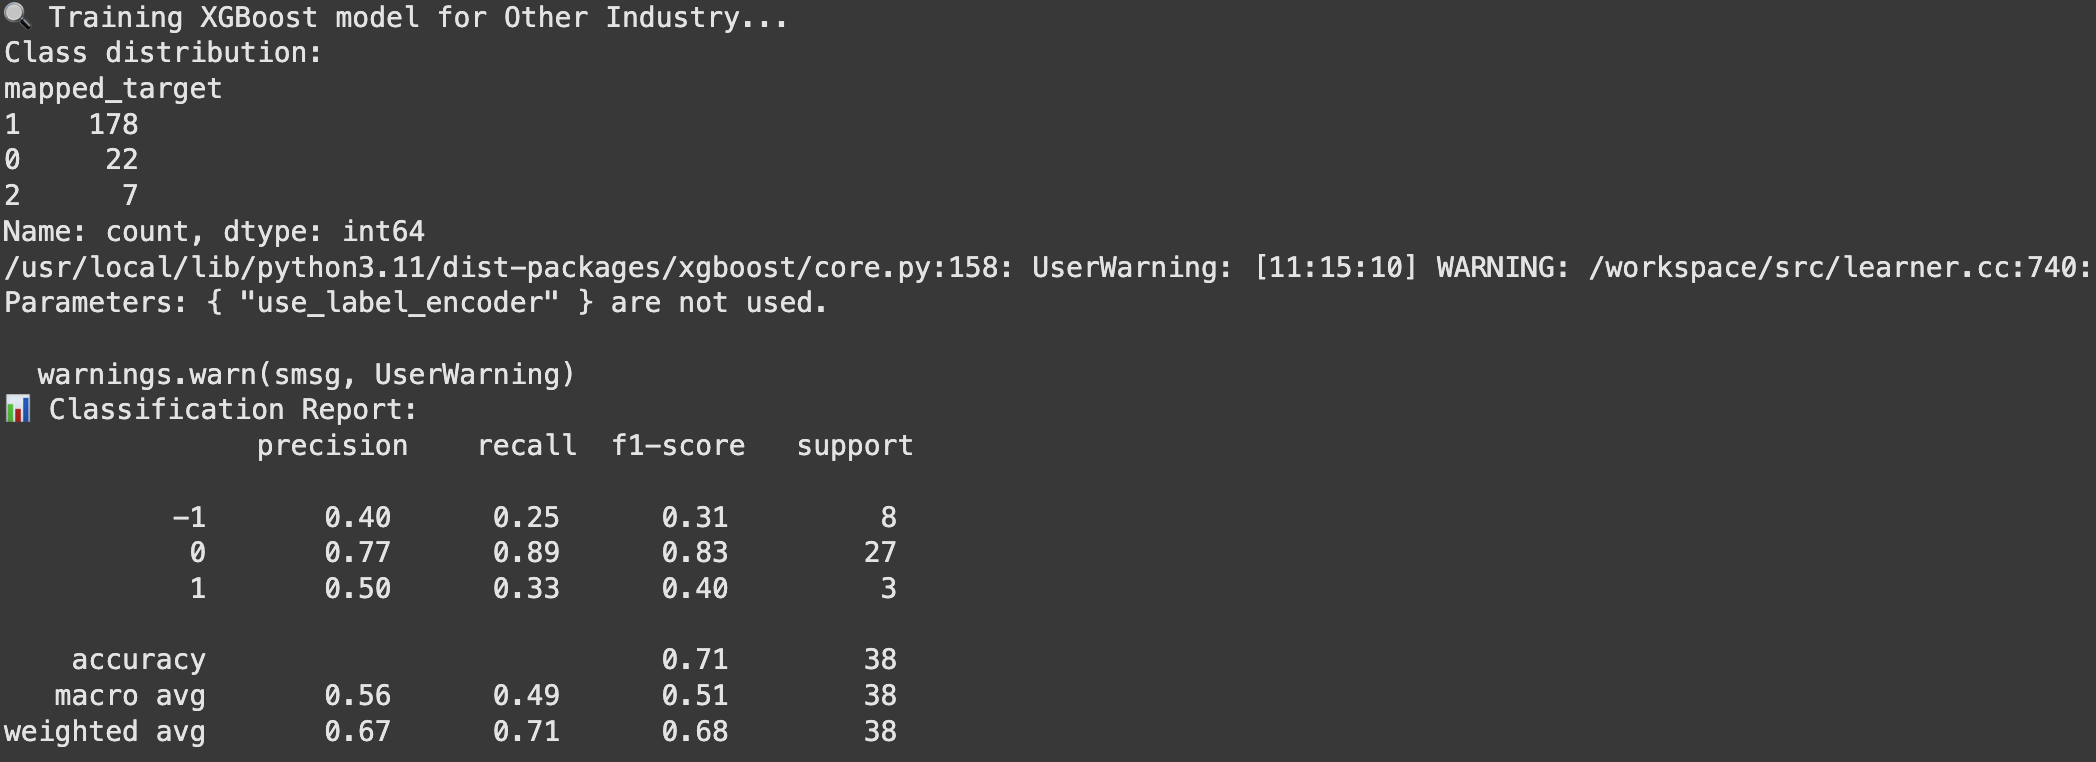 🔍 Training XGBoost model for Other Industry...
Class distribution:
mapped_target
1    178
0     22
2      7
Name: count, dtype: int64
/usr/local/lib/python3.11/dist-packages/xgboost/core.py:158: UserWarning: [11:15:10] WARNING: /workspace/src/learner.cc:740:
Parameters: { "use_label_encoder" } are not used.
  warnings.warn(smsg, UserWarning)
📊 Classification Report:
               precision    recall  f1-score   support
          -1       0.40      0.25      0.31         8
           0       0.77      0.89      0.83        27
           1       0.50      0.33      0.40         3
    accuracy                           0.71        38
   macro avg       0.56      0.49      0.51        38
weighted avg       0.67      0.71      0.68        38